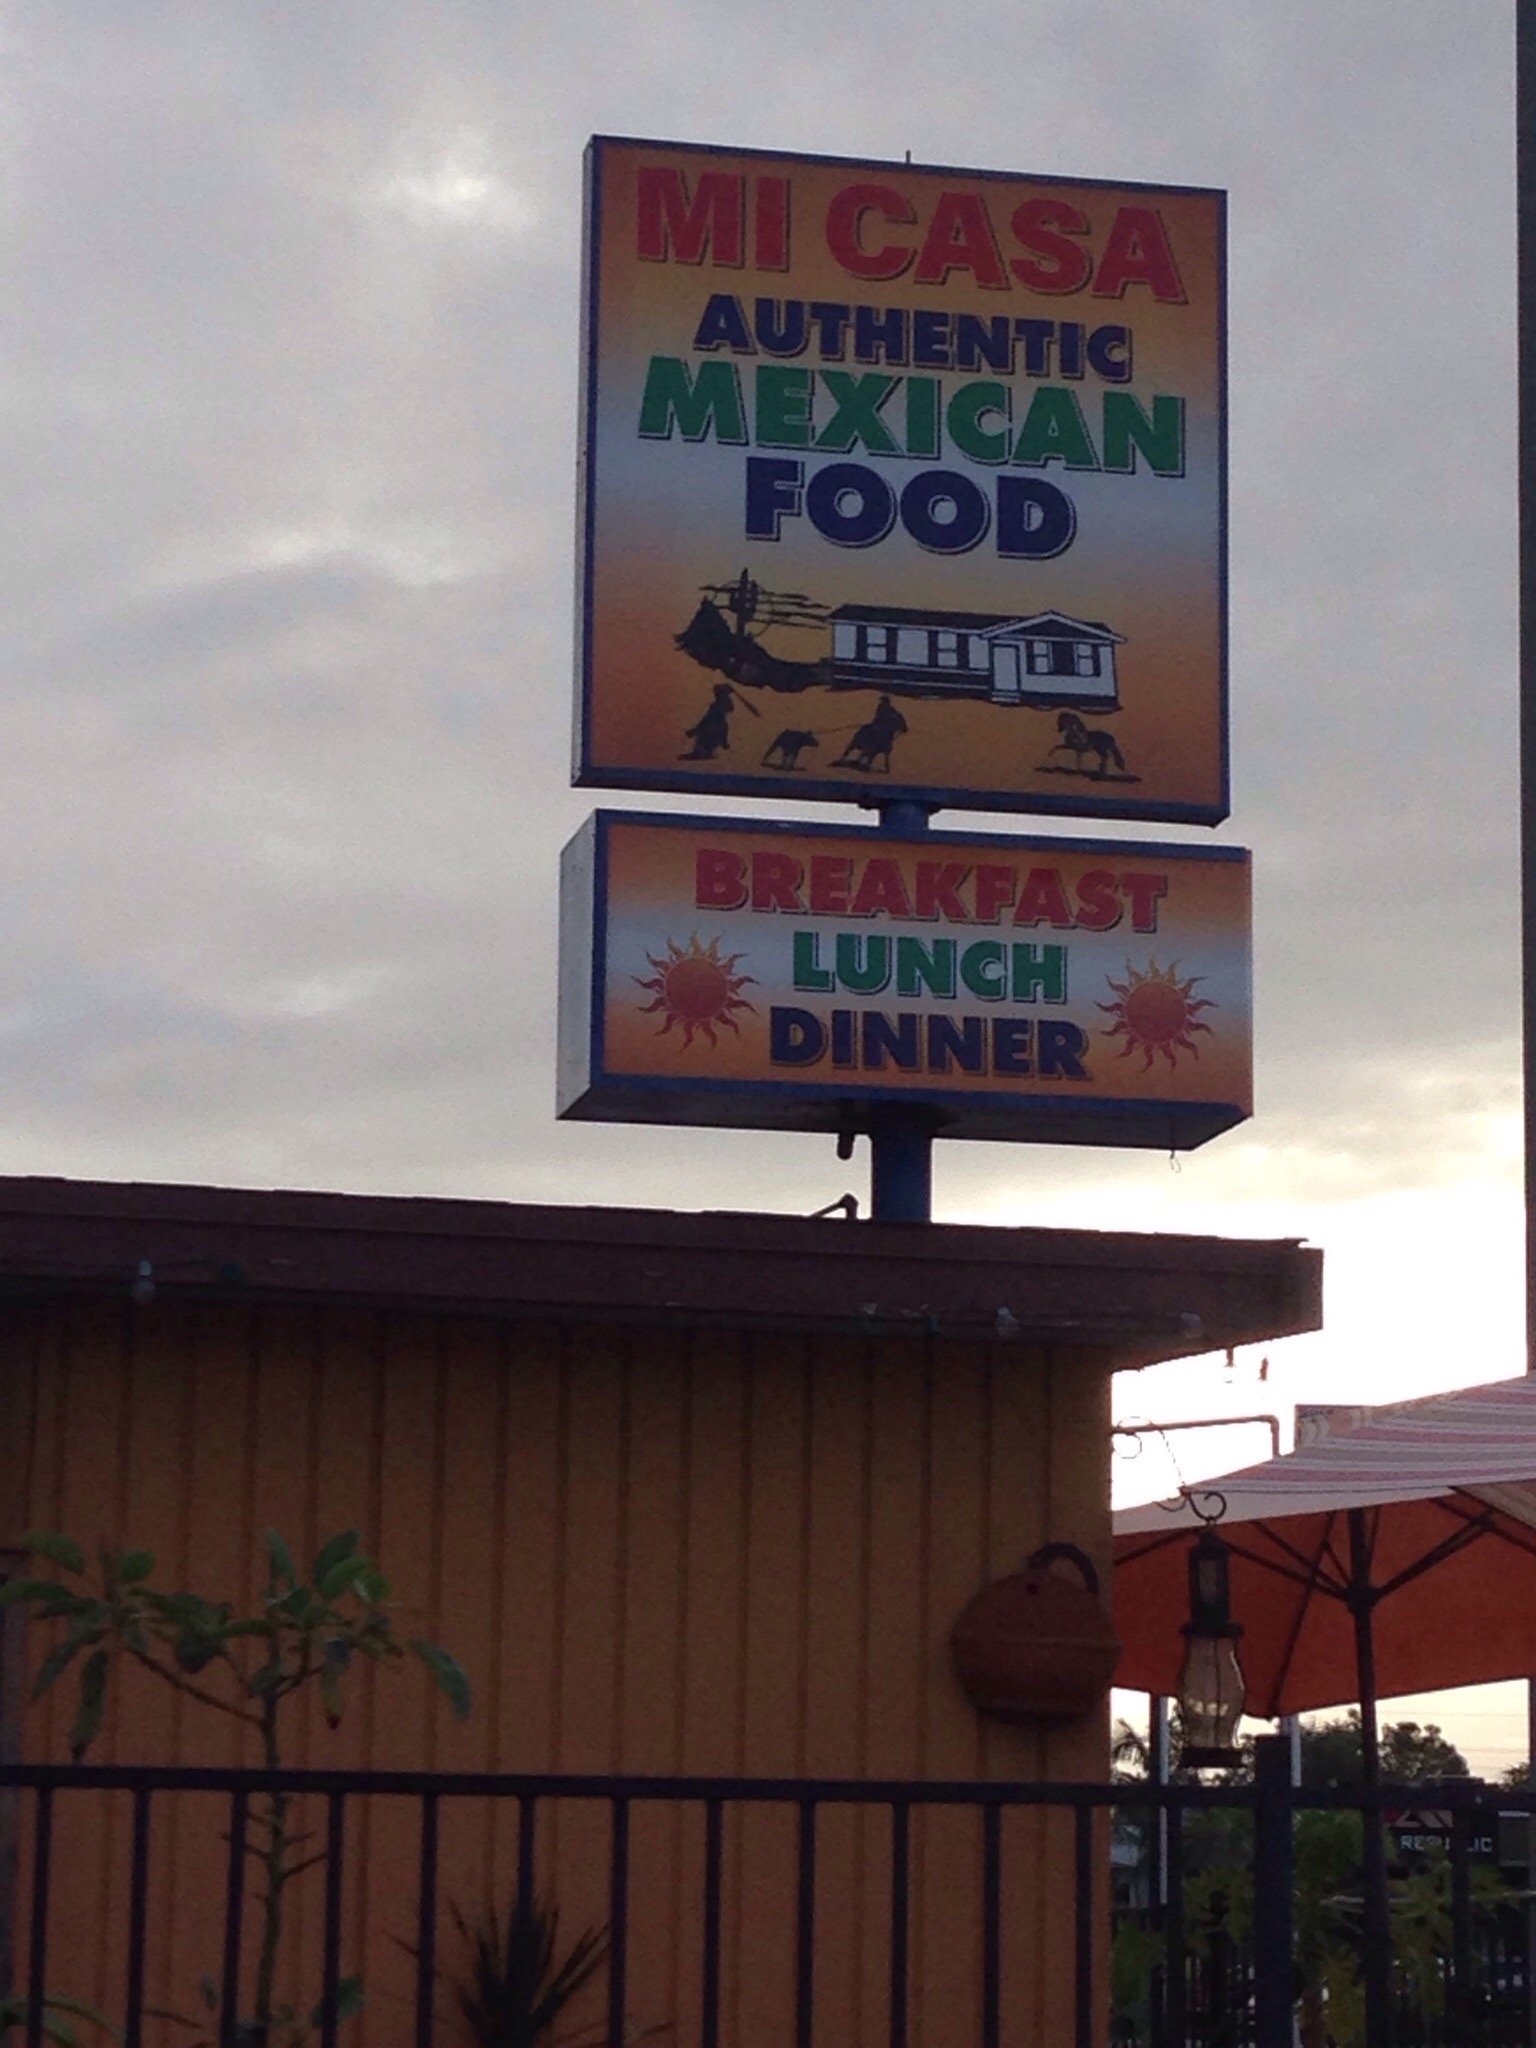 MI CASA
AUTHENTIC
MEXICAN
FOOD
BREAKFAST
LUNCH
DINNER